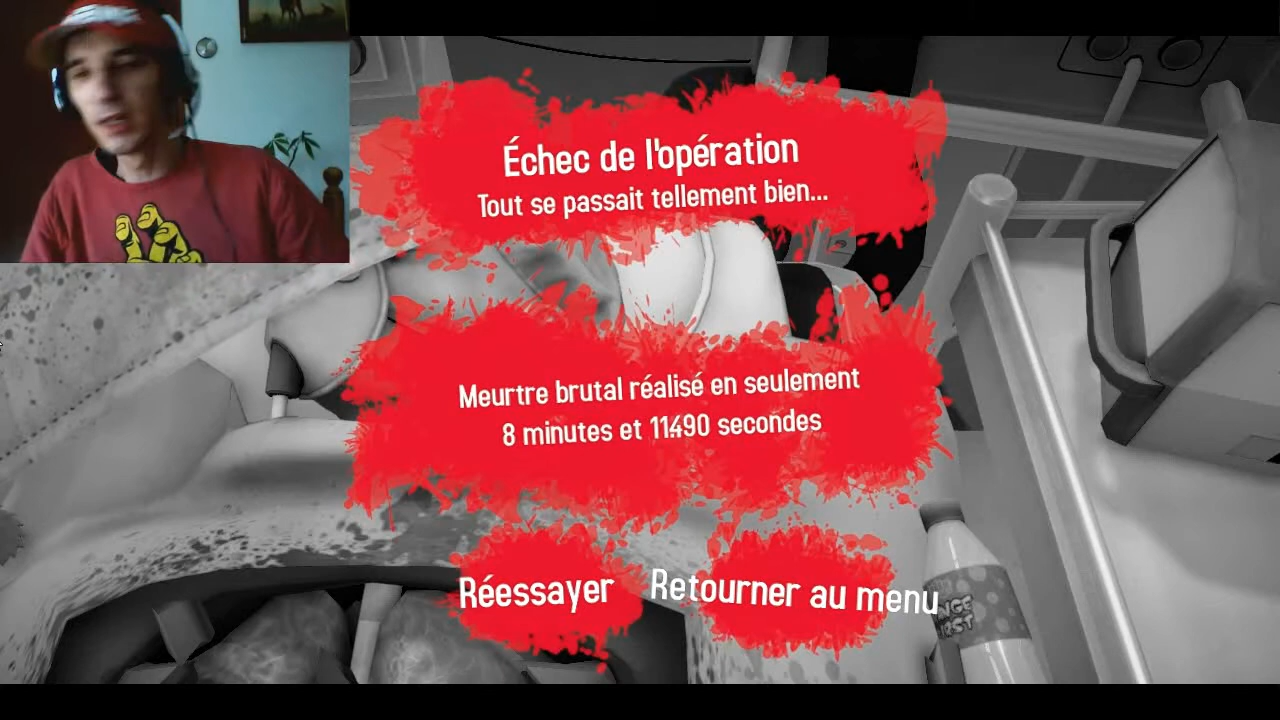 Échec de l'opération
Tout se passait tellement bien...
Meurtre brutal réalisé en seulement
8 minutes et 11490 secondes
Réessayer
Retourner au menu